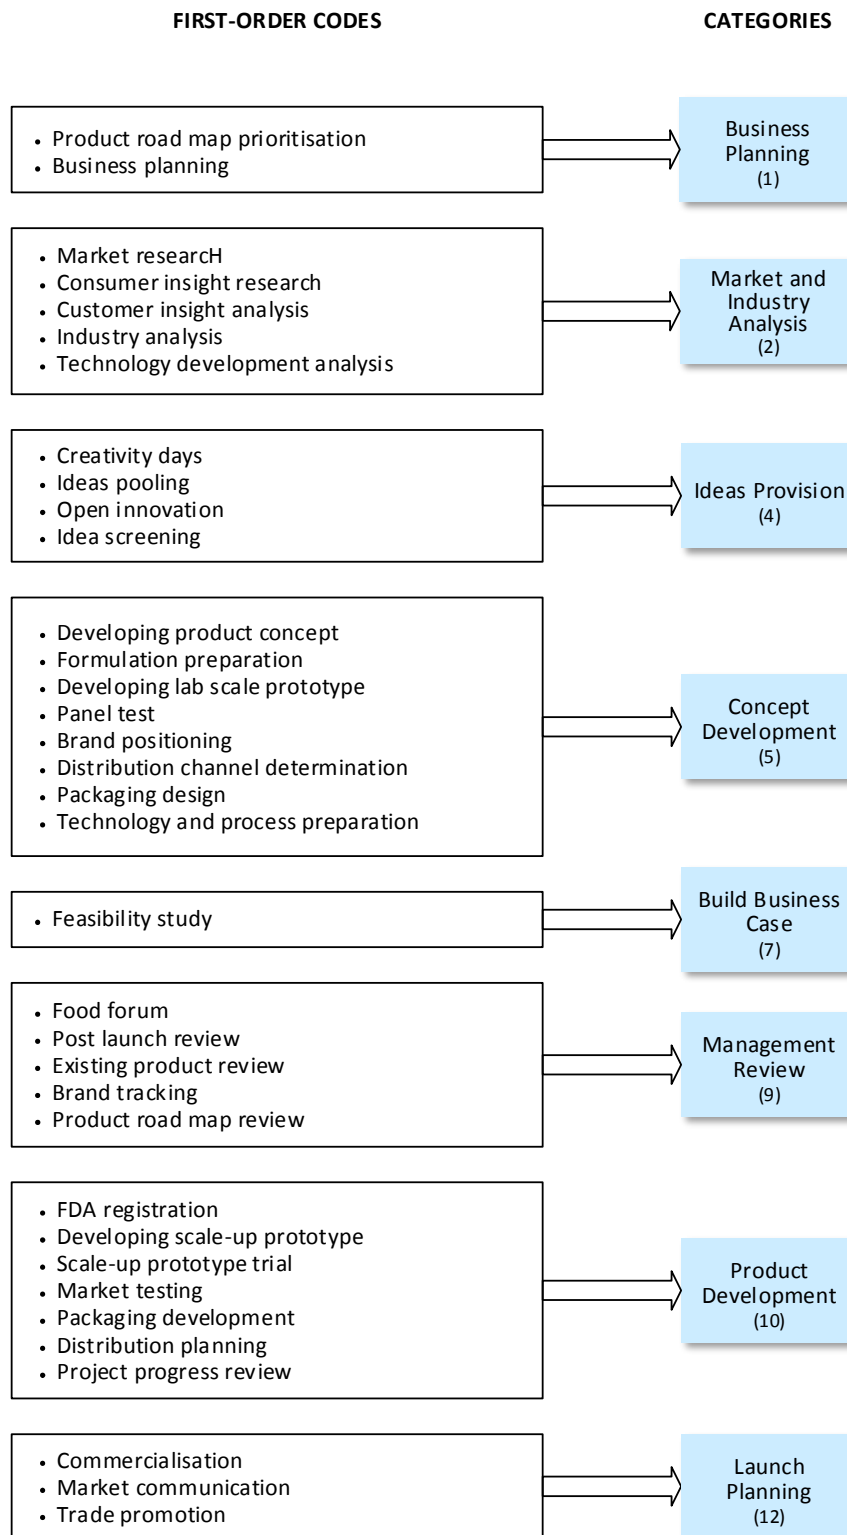 FIRST-ORDER CODES
CATEGORIES
• Product road map prioritisation
• Business planning
Business
Planning
(1)
• Market researcH
• Consumer insight research
• Customer insight analysis
• Industry analysis
• Technology development analysis
Market and
Industry
Analysis
(2)
• Creativity days
• Ideas pooling
• Open innovation
• Idea screening
Ideas Provision
(4)
• Developing product concept
• Formulation preparation
• Developing lab scale prototype
• Panel test
• Brand positioning
• Distribution channel determination
• Packaging design
• Technology and process preparation
Concept
Development
(5)
• Feasibility study
Build Business
Case
(7)
• Food forum
• Post launch review
• Existing product review
• Brand tracking
• Product road map review
Management
Review
(9)
• FDA registration
• Developing scale-up prototype
• Scale-up prototype trial
• Market testing
• Packaging development
• Distribution planning
• Project progress review
Product
Development
(10)
• Commercialisation
• Market communication
• Trade promotion
Launch
Planning
(12)